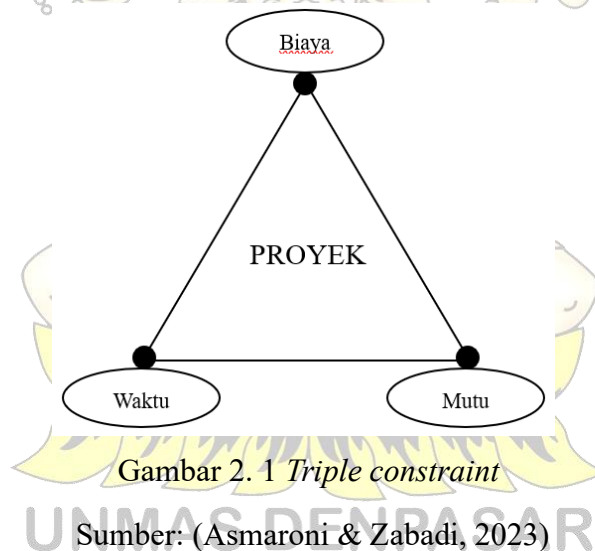 Biaya
PROYEK
Waktu Mutu
Gambar 2. 1 Triple constraint
UNMAS DENPASAR
Sumber: (Asmaroni & Zabadi, 2023)